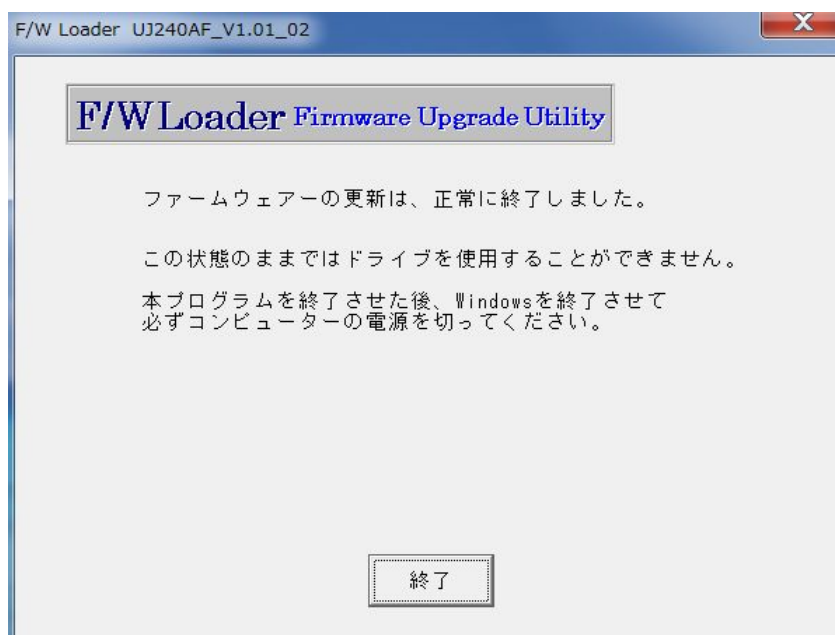 F/W Loader UJ240AF_V1.01_02
F/W Loader Firmware Upgrade Utility
ファームウェアーの更新は、正常に終了しました。
この状態のままではドライブを使用することができません。
本プログラムを終了させた後、Windowsを終了させて
必ずコンピューターの電源を切ってください。
終了